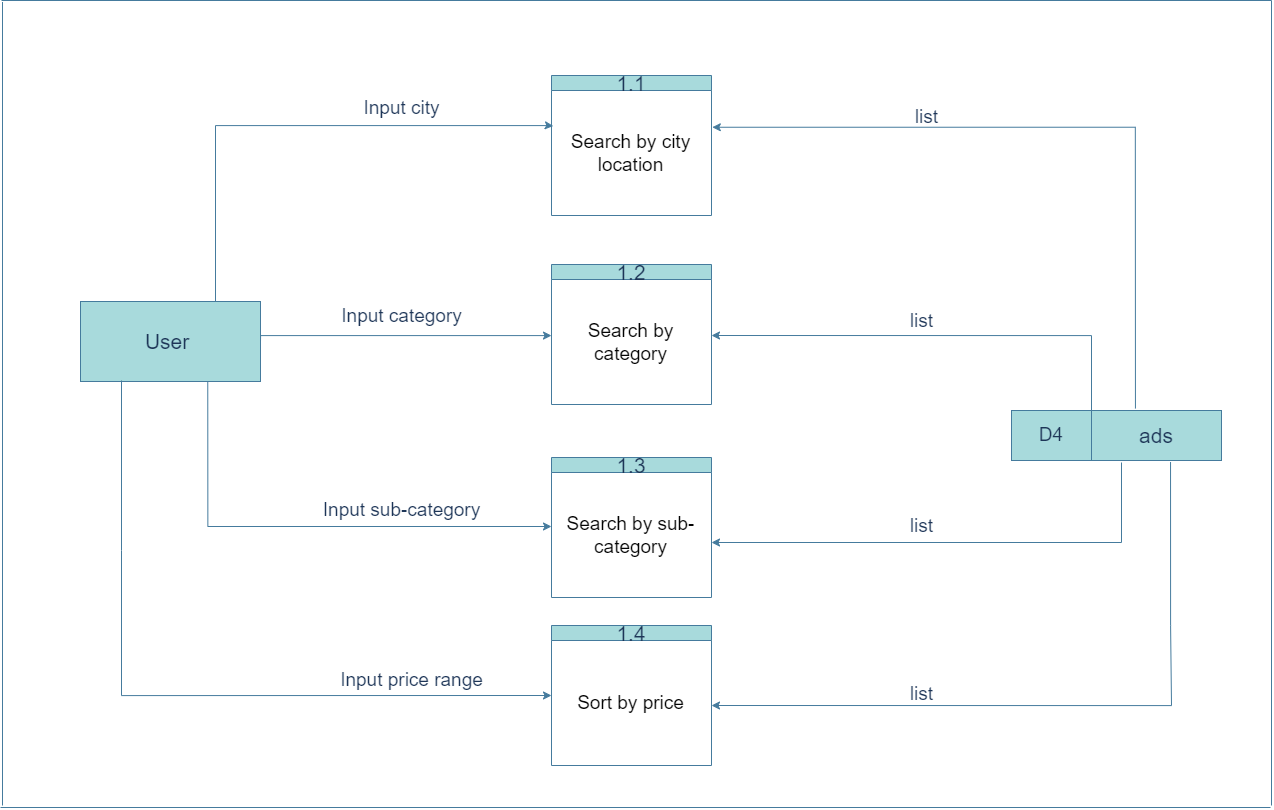 1.1
Input city
list
Search by city
location
1.2
Input category
list
Search by
category
User
D4
ads
1.3
Input sub-category
list
Search by sub-
category
1.4
Input price range
list
Sort by price